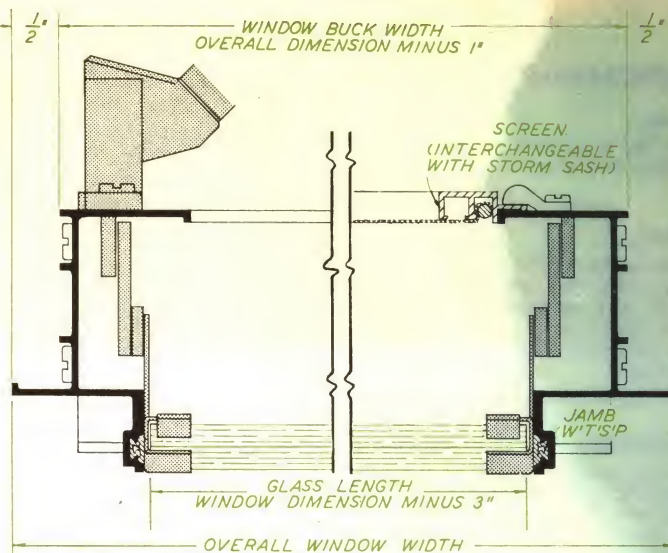 1/2"
WINDOW BUCK WIDTH
OVERALL DIMENSION MINUS 1"
1/2"
SCREEN
(INTERCHANGEABLE
WITH STORM SASH)
JAMB
W'T'S'P
GLASS LENGTH
WINDOW DIMENSION MINUS 3"
OVERALL WINDOW WIDTH